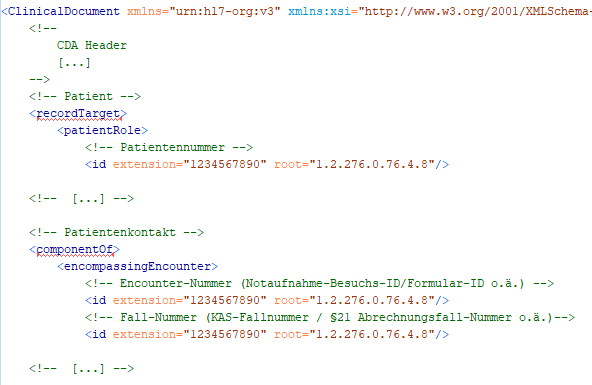 <ClinicalDocument xmlns="urn:hl7-org:v3" xmlns:xsi="http://www.w3.org/2001/XMLSchema-
<!--
CDA Header
[...]
-->
<!-- Patient -->
<recordTarget>
<patientRole>
<!-- Patientennummer -->
<id extension="1234567890" root="1.2.276.0.76.4.8"/>
<!-- [...] -->
<!-- Patientenkontakt -->
<componentOf>
<encompassingEncounter>
<!-- Encounter-Nummer (Notaufnahme-Besuchs-ID/Formular-ID o.ä.) -->
<id extension="1234567890" root="1.2.276.0.76.4.8"/>
<!-- Fall-Nummer (KAS-Fallnummer / §21 Abrechnungsfall-Nummer o.ä.)-->
<id extension="1234567890" root="1.2.276.0.76.4.8"/>
<!-- [...] -->